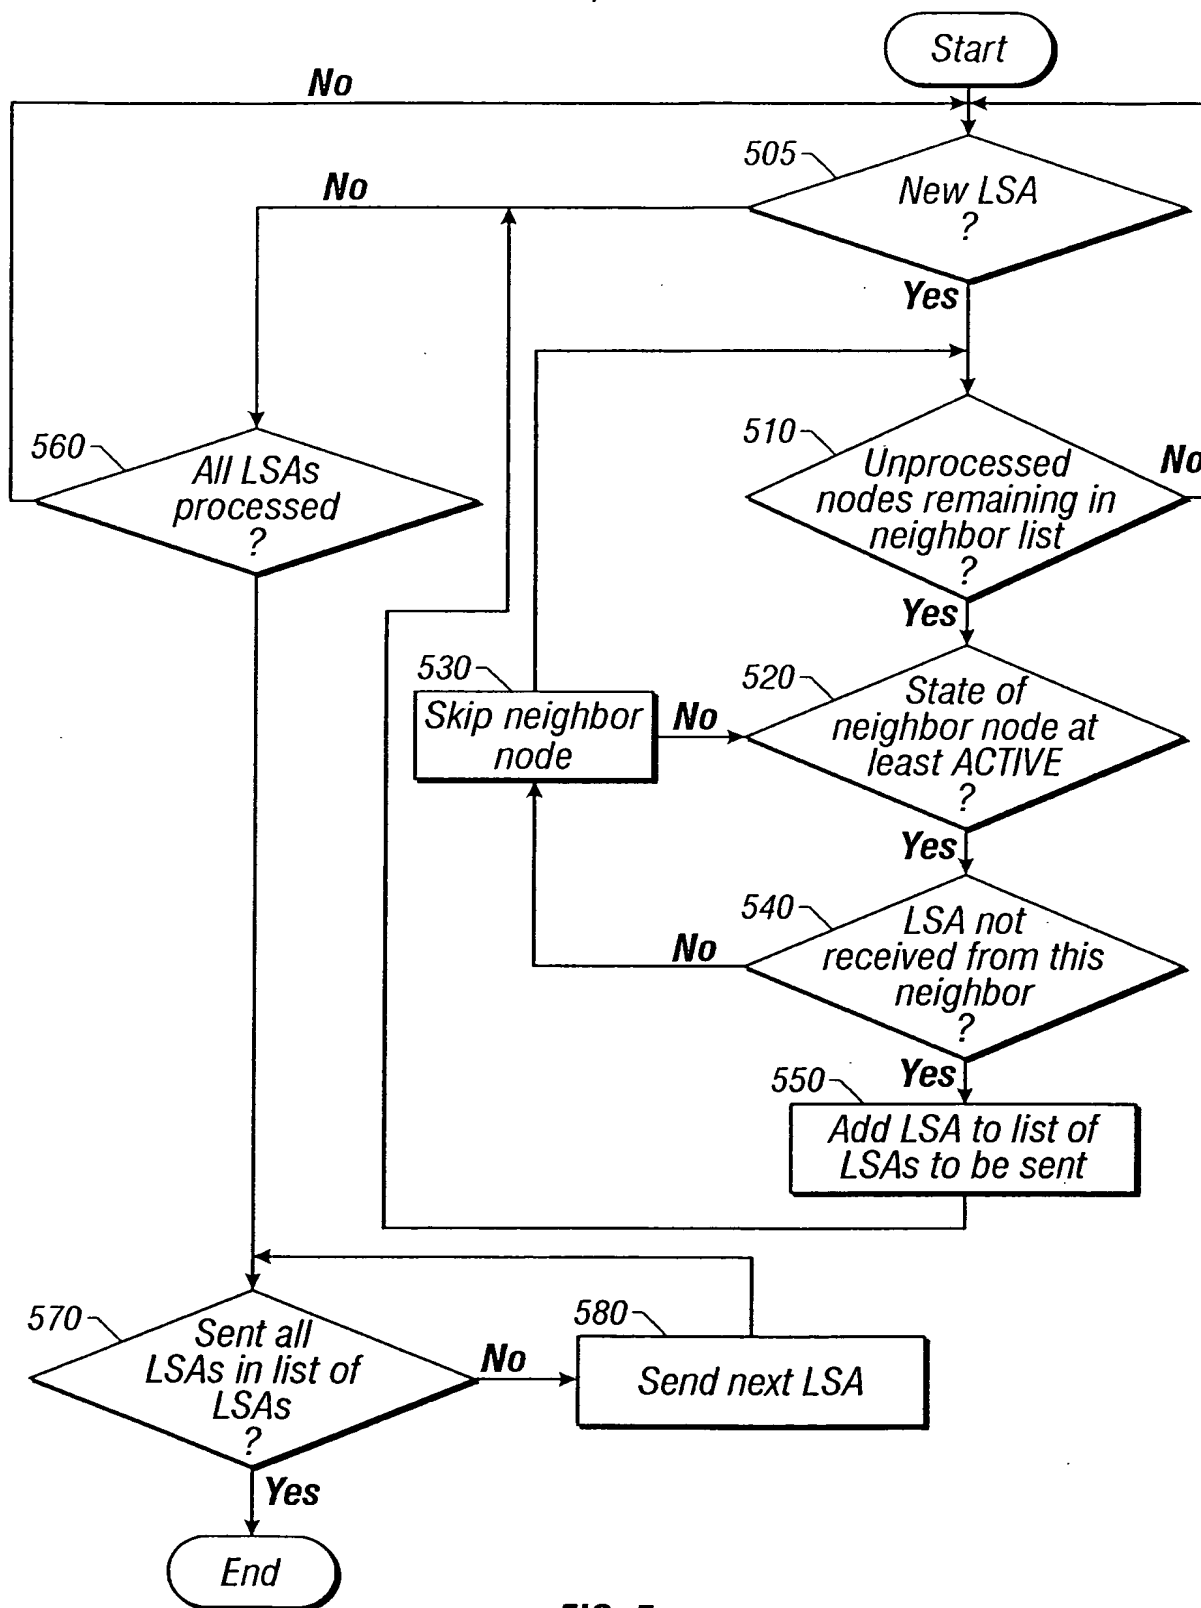 Start
No
505
New LSA
?
No
Yes
560
All LSAs
processed
?
510
Unprocessed
nodes remaining in
neighbor list
?
No
Yes
530
Skip neighbor
node
No
520
State of
neighbor node at
least ACTIVE
?
Yes
540
LSA not
received from this
neighbor
?
No
Yes
550
Add LSA to list of
LSAs to be sent
570
Sent all
LSAs in list of
LSAs
?
No
580
Send next LSA
Yes
End